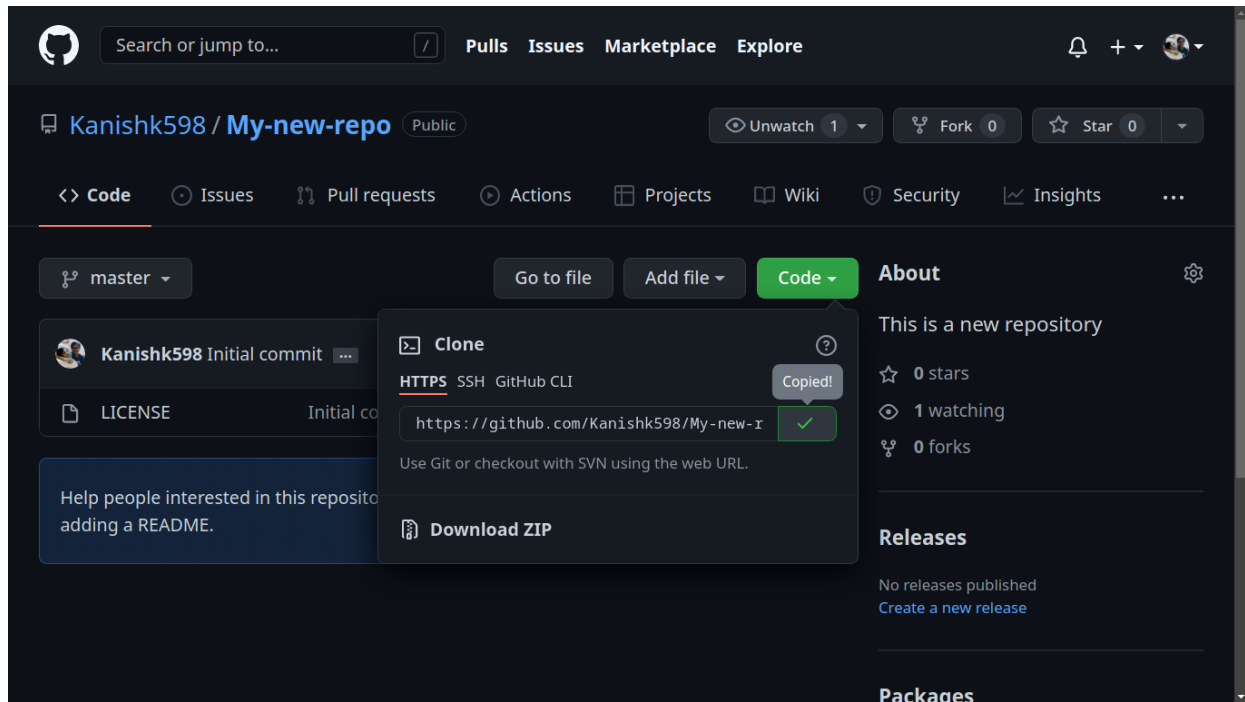 Search or jump to... / Pulls Issues Marketplace Explore
Kanishk598 / My-new-repo Public Unwatch 1 Fork 0 Star 0
Code Issues Pull requests Actions Projects Wiki Security Insights ...
master Go to file Add file Code
Kanishk598 Initial commit ...
LICENSE Initial co
Help people interested in this reposito
adding a README.
Clone
HTTPS SSH GitHub CLI
Copied!
https://github.com/Kanishk598/My-new-r
Use Git or checkout with SVN using the web URL.
Download ZIP
About
This is a new repository
0 stars
1 watching
0 forks
Releases
No releases published
Create a new release
Packages